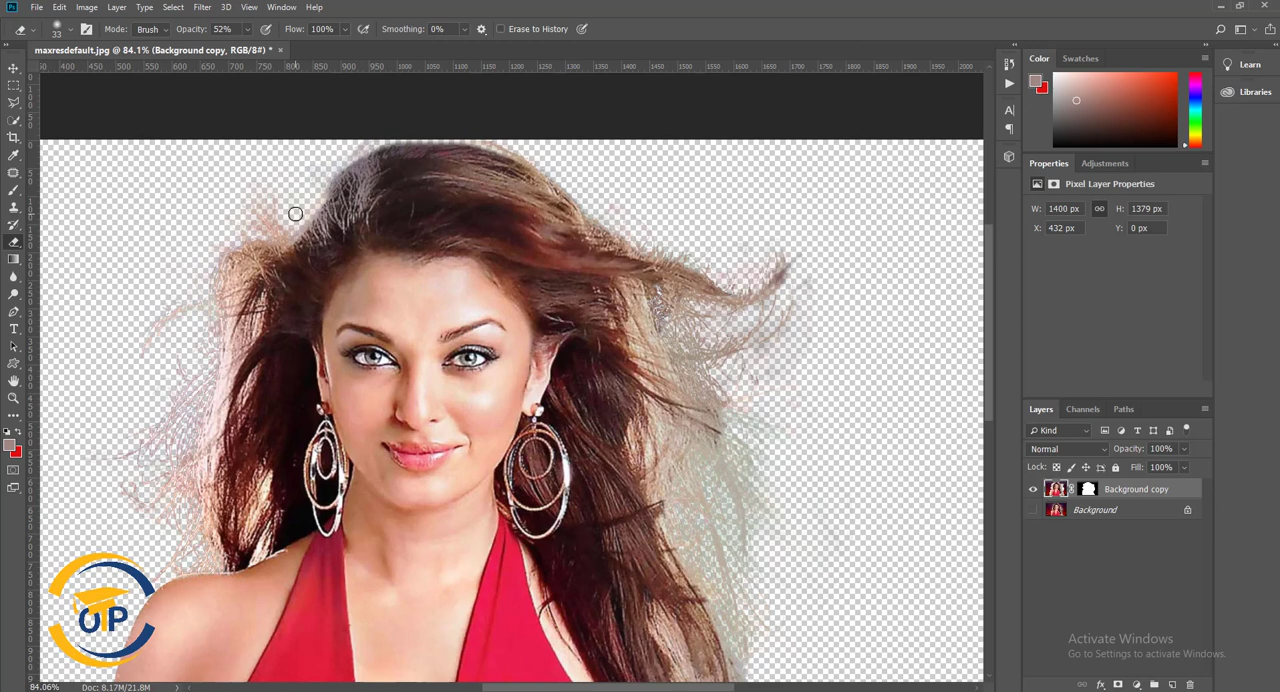 Ps File Edit Image Layer Type Select Filter 3D View Window Help
33 Mode: Brush Opacity: 52% Flow: 100% Smoothing: 0% Erase to History
maxresdefault.jpg @ 84.1% (Background copy, RGB/8#) * ×
400 450 500 550 600 650 700 750 800 850 900 950 1000 1050 1100 1150 1200 1250 1300 1350 1400 1450 1500 1550 1600 1650 1700 1750 1800 1850 1900 1950 2000
Color Swatches
Learn
Libraries
Properties Adjustments
Pixel Layer Properties
W: 1400 px H: 1379 px
X: 432 px Y: 0 px
Layers Channels Paths
Kind
Normal Opacity: 100%
Lock: Fill: 100%
Background copy
Background
OTP
Activate Windows
Go to Settings to activate Windows.
84.06% Doc: 8.17M/21.8M